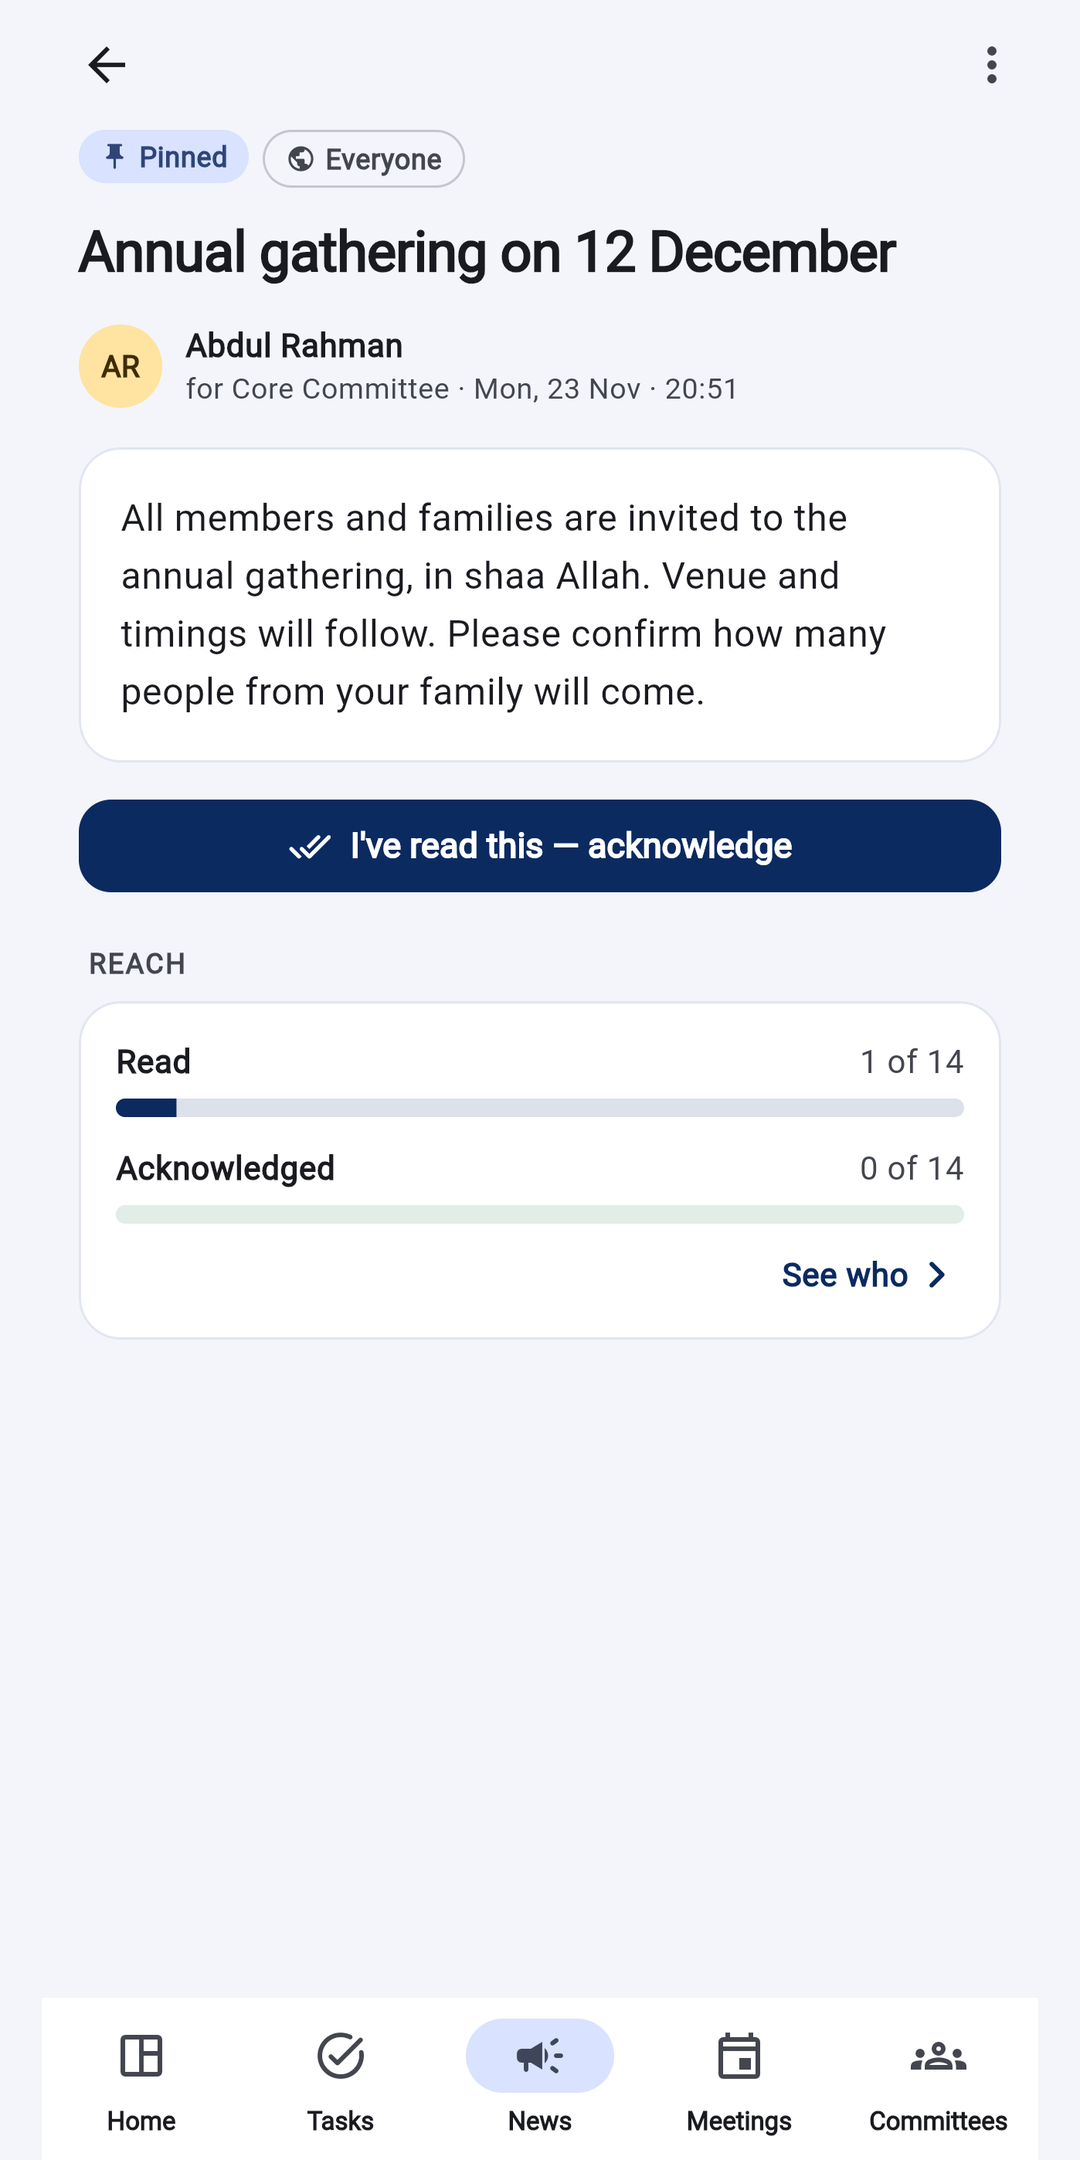 Pinned
Everyone
Annual gathering on 12 December
AR
Abdul Rahman
for Core Committee · Mon, 23 Nov · 20:51
All members and families are invited to the
annual gathering, in shaa Allah. Venue and
timings will follow. Please confirm how many
people from your family will come.
I've read this — acknowledge
REACH
Read
1 of 14
Acknowledged
0 of 14
See who
Home
Tasks
News
Meetings
Committees